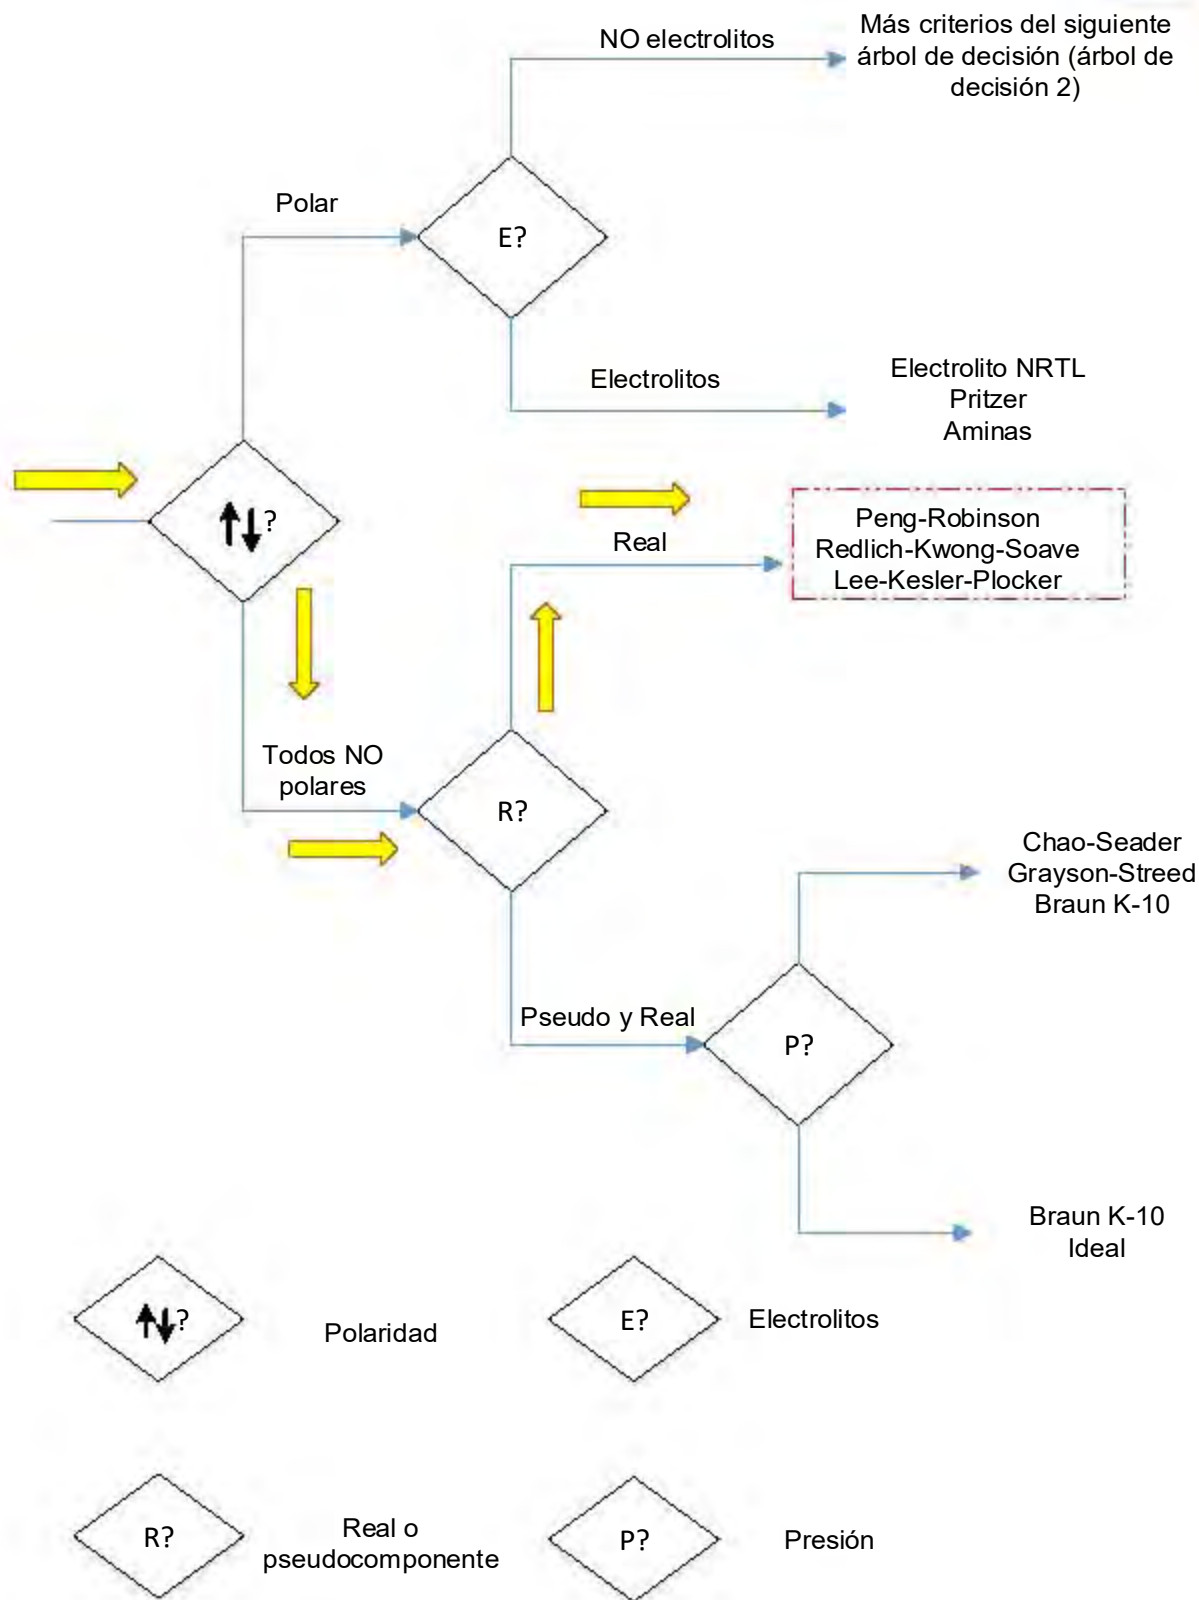 NO electrolitos
Más criterios del siguiente
árbol de decisión (árbol de
decisión 2)
Polar
E?
Electrolitos
Electrolito NRTL
Pritzer
Aminas
?
Real
Peng-Robinson
Redlich-Kwong-Soave
Lee-Kesler-Plocker
Todos NO
polares
R?
Chao-Seader
Grayson-Streed
Braun K-10
Pseudo y Real
P?
Braun K-10
Ideal
?
Polaridad
E?
Electrolitos
R?
Real o
pseudocomponente
P?
Presión